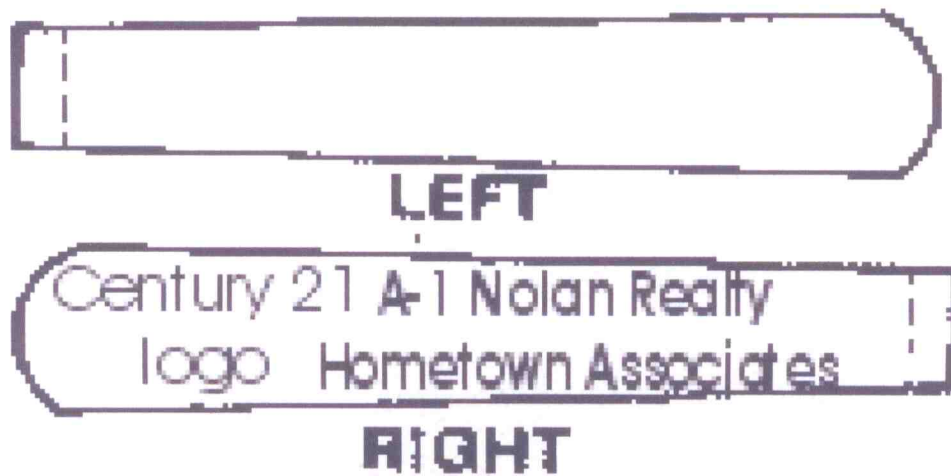 LEFT
Century 21 A-1 Nolan Realty
logo Hometown Associates
RIGHT